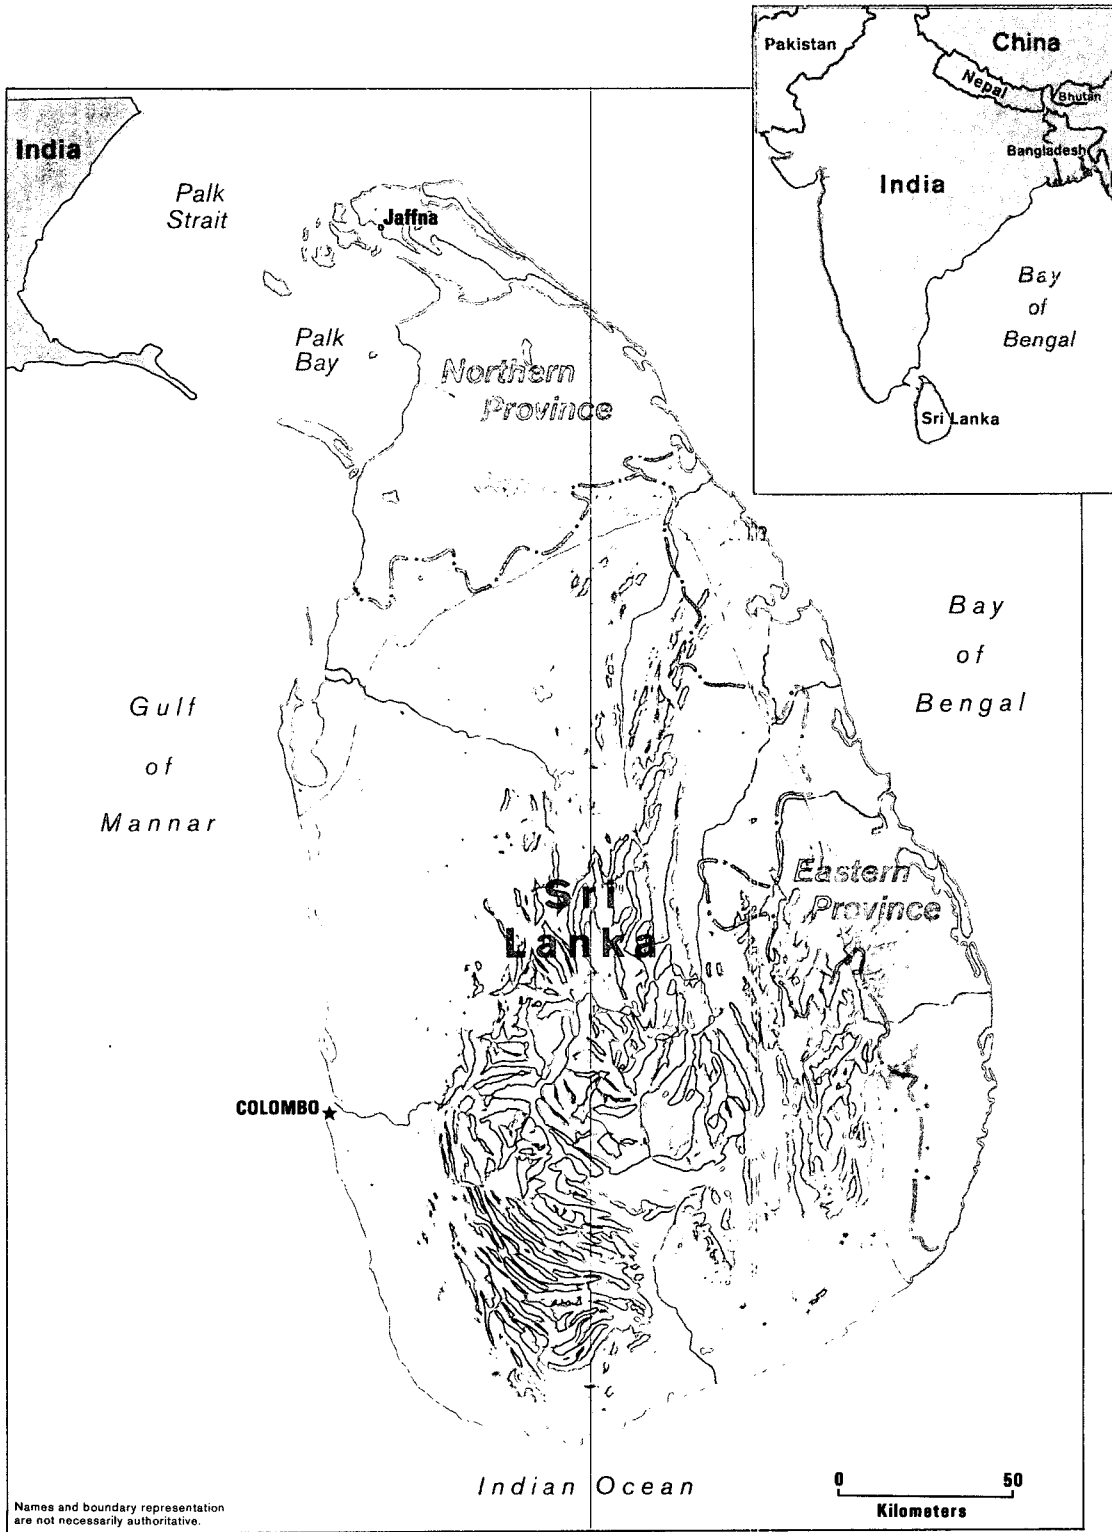 Pakistan
China
Nepal
Bhutan
Bangladesh
India
Bay
of
Bengal
Sri Lanka
India
Palk
Strait
Jaffna
Palk
Bay
Northern
Province
Bay
of
Bengal
Gulf
of
Mannar
Eastern
Province
Sri
Lanka
COLOMBO
Indian Ocean
0 50
Kilometers
Names and boundary representation
are not necessarily authoritative.